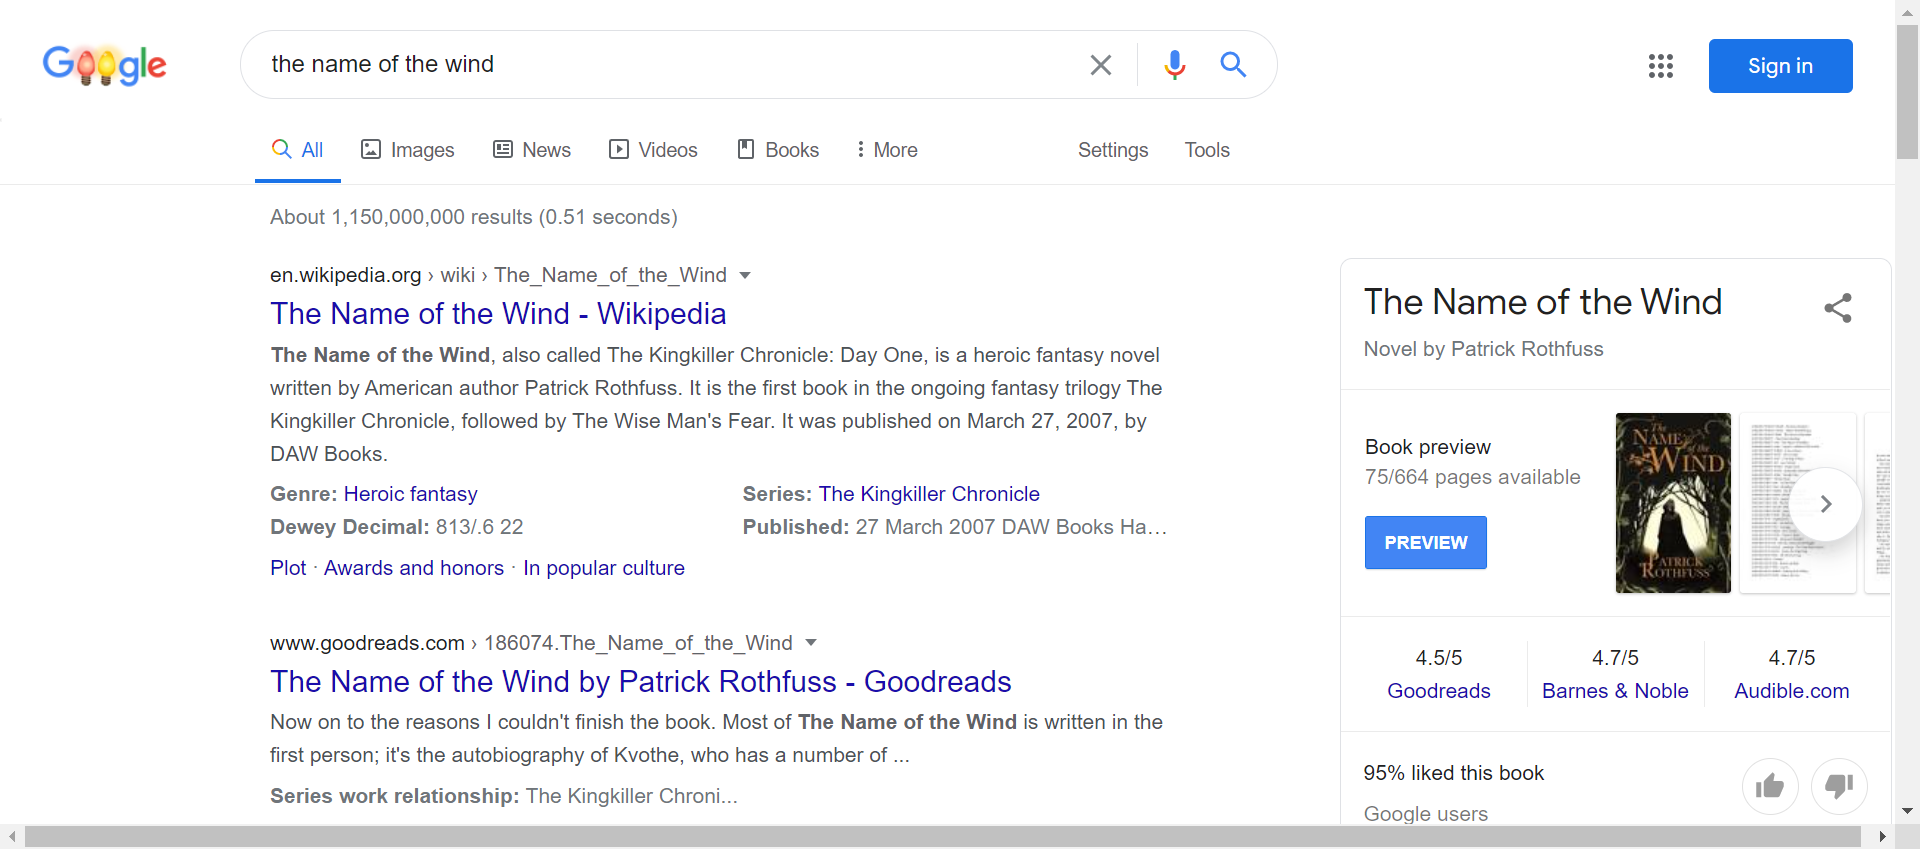 Google
the name of the wind
Sign in
All
Images
News
Videos
Books
More
Settings
Tools
About 1,150,000,000 results (0.51 seconds)
en.wikipedia.org › wiki › The_Name_of_the_Wind
The Name of the Wind - Wikipedia
The Name of the Wind, also called The Kingkiller Chronicle: Day One, is a heroic fantasy novel
written by American author Patrick Rothfuss. It is the first book in the ongoing fantasy trilogy The
Kingkiller Chronicle, followed by The Wise Man's Fear. It was published on March 27, 2007, by
DAW Books.
Genre: Heroic fantasy
Series: The Kingkiller Chronicle
Dewey Decimal: 813/.6 22
Published: 27 March 2007 DAW Books Ha...
Plot · Awards and honors · In popular culture
www.goodreads.com › 186074.The_Name_of_the_Wind
The Name of the Wind by Patrick Rothfuss - Goodreads
Now on to the reasons I couldn't finish the book. Most of The Name of the Wind is written in the
first person; it's the autobiography of Kvothe, who has a number of ...
Series work relationship: The Kingkiller Chroni...
The Name of the Wind
Novel by Patrick Rothfuss
Book preview
75/664 pages available
PREVIEW
The
NAME
of the
WIND
PATRICK
ROTHFUSS
4.5/5
Goodreads
4.7/5
Barnes & Noble
4.7/5
Audible.com
95% liked this book
Google users